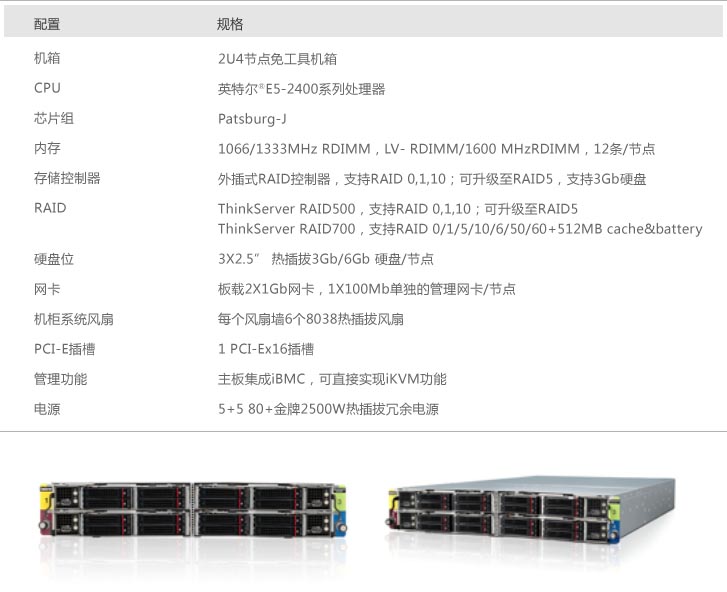 配置 规格
机箱 2U4节点免工具机箱
CPU 英特尔®E5-2400系列处理器
芯片组 Patsburg-J
内存 1066/1333MHz RDIMM，LV- RDIMM/1600 MHzRDIMM，12条/节点
存储控制器 外插式RAID控制器，支持RAID 0,1,10；可升级至RAID5，支持3Gb硬盘
RAID ThinkServer RAID500，支持RAID 0,1,10；可升级至RAID5
ThinkServer RAID700，支持RAID 0/1/5/10/6/50/60+512MB cache&battery
硬盘位 3X2.5” 热插拔3Gb/6Gb 硬盘/节点
网卡 板载2X1Gb网卡，1X100Mb单独的管理网卡/节点
机柜系统风扇 每个风扇墙6个8038热插拔风扇
PCI-E插槽 1 PCI-Ex16插槽
管理功能 主板集成iBMC，可直接实现iKVM功能
电源 5+5 80+金牌2500W热插拔冗余电源